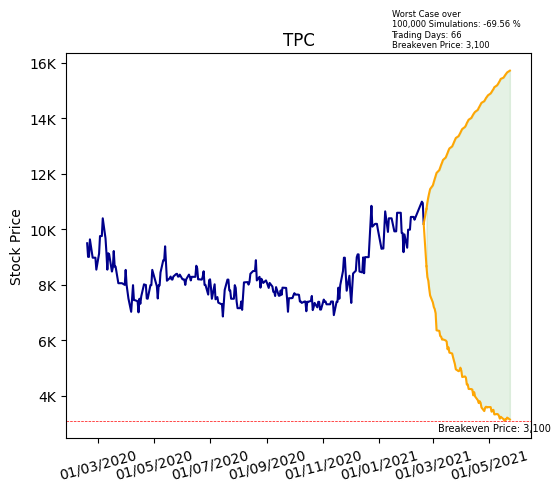 Worst Case over
100,000 Simulations: -69.56 %
Trading Days: 66
Breakeven Price: 3,100
TPC
Stock Price
16K
14K
12K
10K
8K
6K
4K
Breakeven Price: 3,100
01/03/2020
01/05/2020
01/07/2020
01/09/2020
01/11/2020
01/01/2021
01/03/2021
01/05/2021